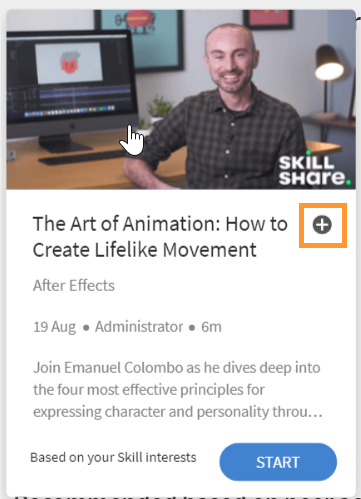 SKILL
SHARE.
The Art of Animation: How to
Create Lifelike Movement
After Effects
19 Aug ● Administrator ● 6m
Join Emanuel Colombo as he dives deep into
the four most effective principles for
expressing character and personality throu...
Based on your Skill interests
START